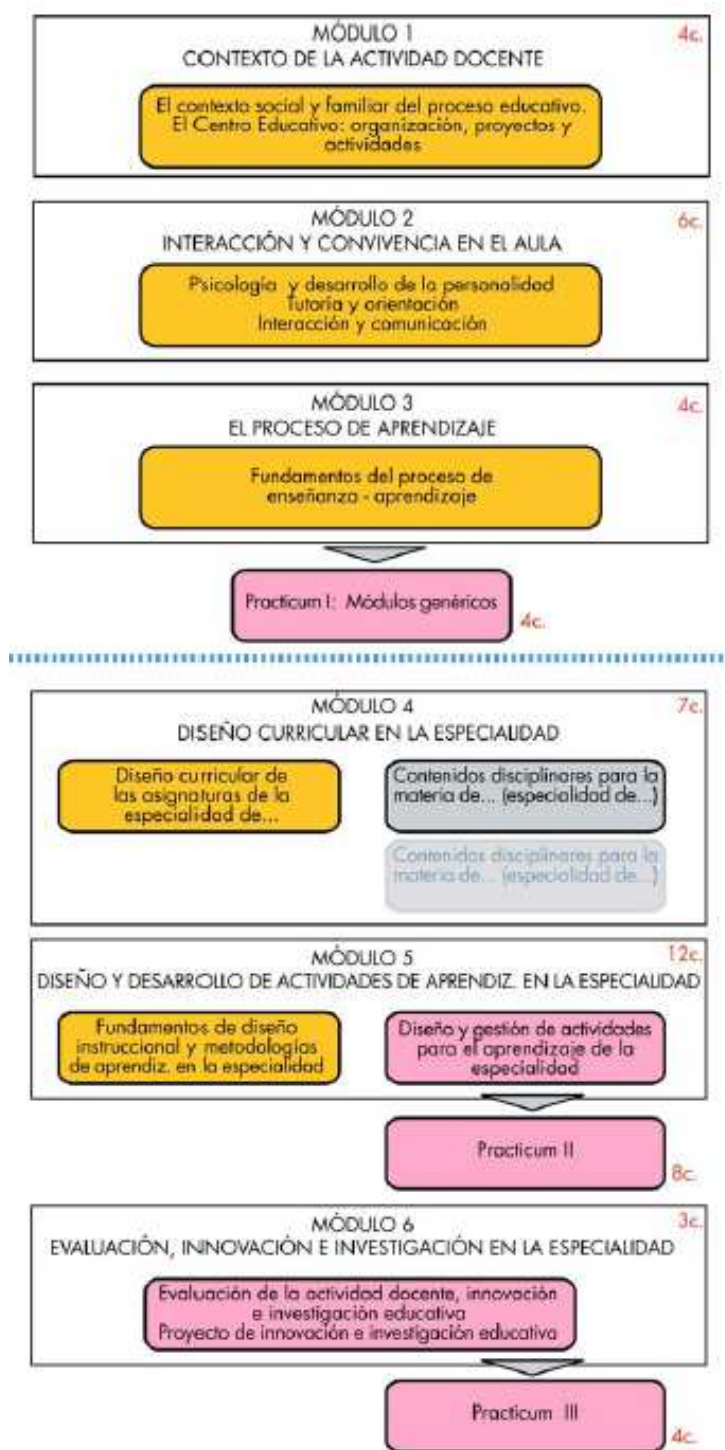 MÓDULO 1
4c.
CONTEXTO DE LA ACTIVIDAD DOCENTE
El contexto social y familiar del proceso educativo.
El Centro Educativo: organización, proyectos y
actividades
MÓDULO 2
6c.
INTERACCIÓN Y CONVIVENCIA EN EL AULA
Psicología y desarrollo de la personalidad
Tutoría y orientación
Interacción y comunicación
MÓDULO 3
4c.
EL PROCESO DE APRENDIZAJE
Fundamentos del proceso de
enseñanza - aprendizaje
Practicum I: Módulos genéricos
4c.
MÓDULO 4
7c.
DISEÑO CURRICULAR EN LA ESPECIALIDAD
Diseño curricular de
las asignaturas de la
especialidad de...
Contenidos disciplinares para la
materia de... (especialidad de...)
Contenidos disciplinares para la
materia de... (especialidad de...)
MÓDULO 5
12c.
DISEÑO Y DESARROLLO DE ACTIVIDADES DE APRENDIZ. EN LA ESPECIALIDAD
Fundamentos de diseño
instruccional y metodologías
de aprendiz. en la especialidad
Diseño y gestión de actividades
para el aprendizaje de la
especialidad
Practicum II
8c.
MÓDULO 6
3c.
EVALUACIÓN, INNOVACIÓN E INVESTIGACIÓN EN LA ESPECIALIDAD
Evaluación de la actividad docente, innovación
e investigación educativa
Proyecto de innovación e investigación educativa
Practicum III
4c.